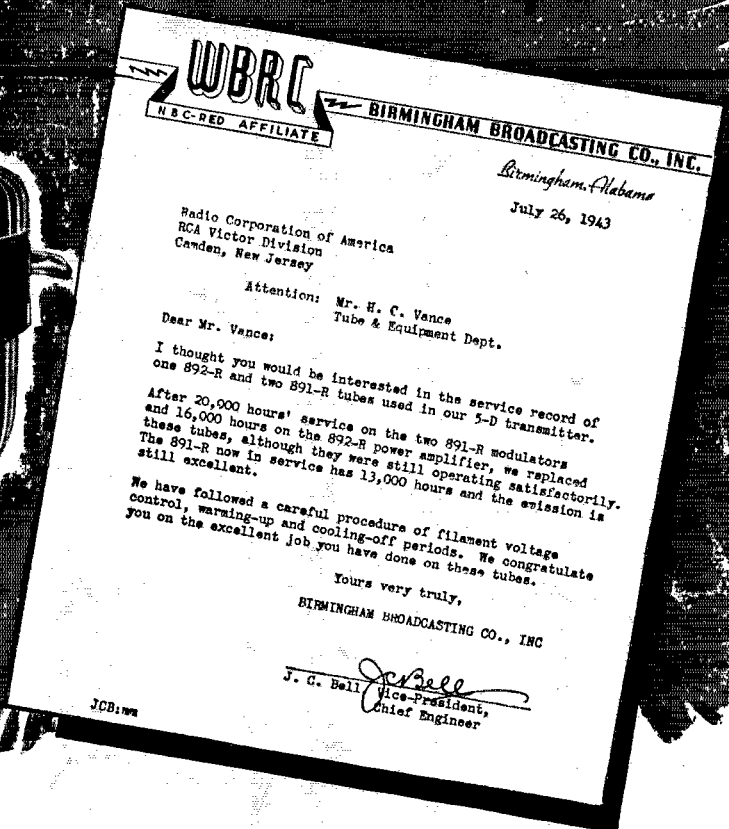 WBRC
NBC-RED AFFILIATE
BIRMINGHAM BROADCASTING CO., INC.
Birmingham, Alabama
July 26, 1943
Radio Corporation of America
RCA Victor Division
Camden, New Jersey
Attention: Mr. H. C. Vance
Tube & Equipment Dept.
Dear Mr. Vance:
I thought you would be interested in the service record of
one 892-R and two 891-R tubes used in our 5-D transmitter.
After 20,000 hours' service on the two 891-R modulators
and 16,000 hours on the 892-R power amplifier, we replaced
these tubes, although they were still operating satisfactorily.
The 891-R now in service has 13,000 hours and the emission is
still excellent.
We have followed a careful procedure of filament voltage
control, warming-up and cooling-off periods. We congratulate
you on the excellent job you have done on these tubes.
Yours very truly,
BIRMINGHAM BROADCASTING CO., INC
JCBell
J. C. Bell Vice-President,
Chief Engineer